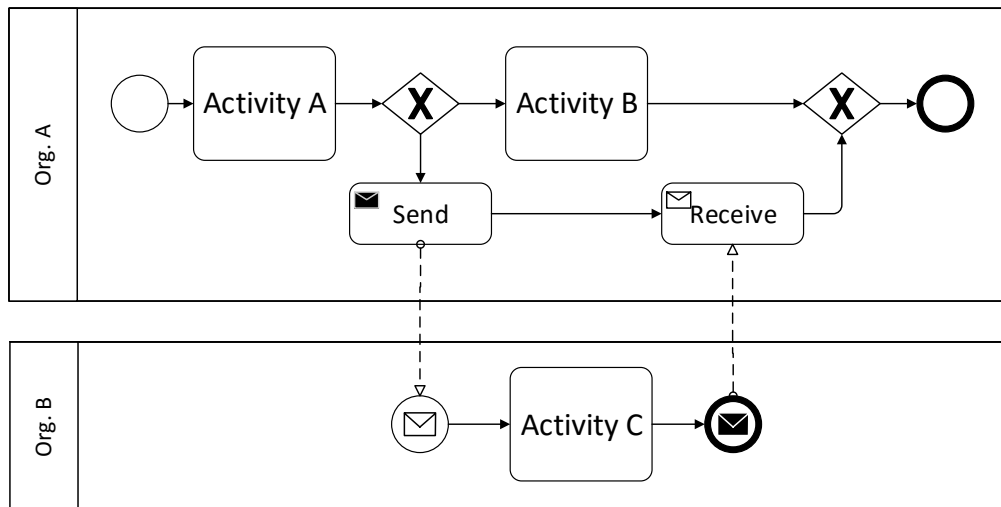 Org. A
Activity A
X
Activity B
X
Send
Receive
Org. B
Activity C